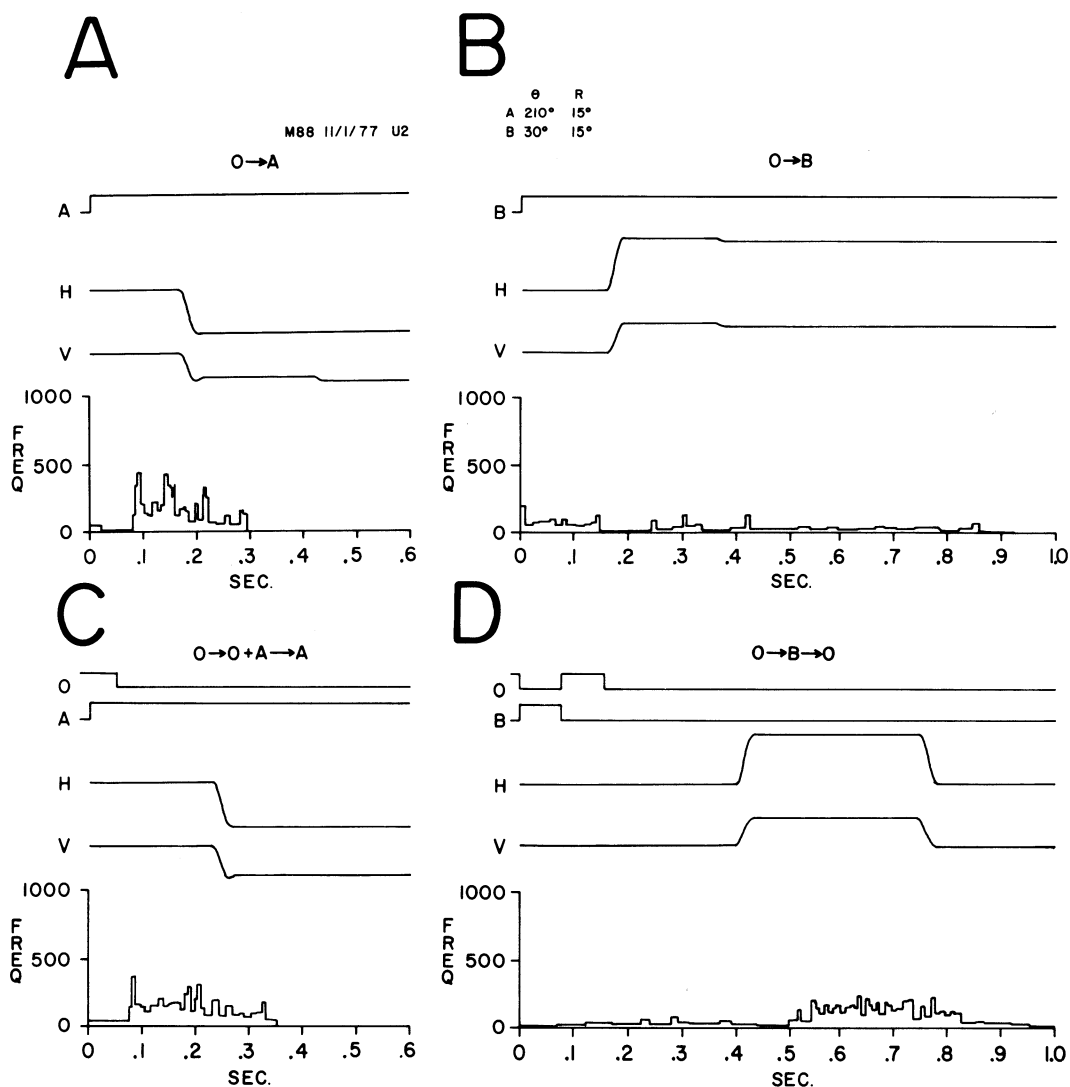 A
M88 11/1/77 U2
O→A
A
H
V
1000
500
0
FREQ
0 .1 .2 .3 .4 .5 .6
SEC.
B
θ R
A 210° 15°
B 30° 15°
O→B
B
H
V
1000
500
0
FREQ
0 .1 .2 .3 .4 .5 .6 .7 .8 .9 1.0
SEC.
C
O→O+A→A
O
A
H
V
1000
500
0
FREQ
0 .1 .2 .3 .4 .5 .6
SEC.
D
O→B→O
O
B
H
V
1000
500
0
FREQ
0 .1 .2 .3 .4 .5 .6 .7 .8 .9 1.0
SEC.